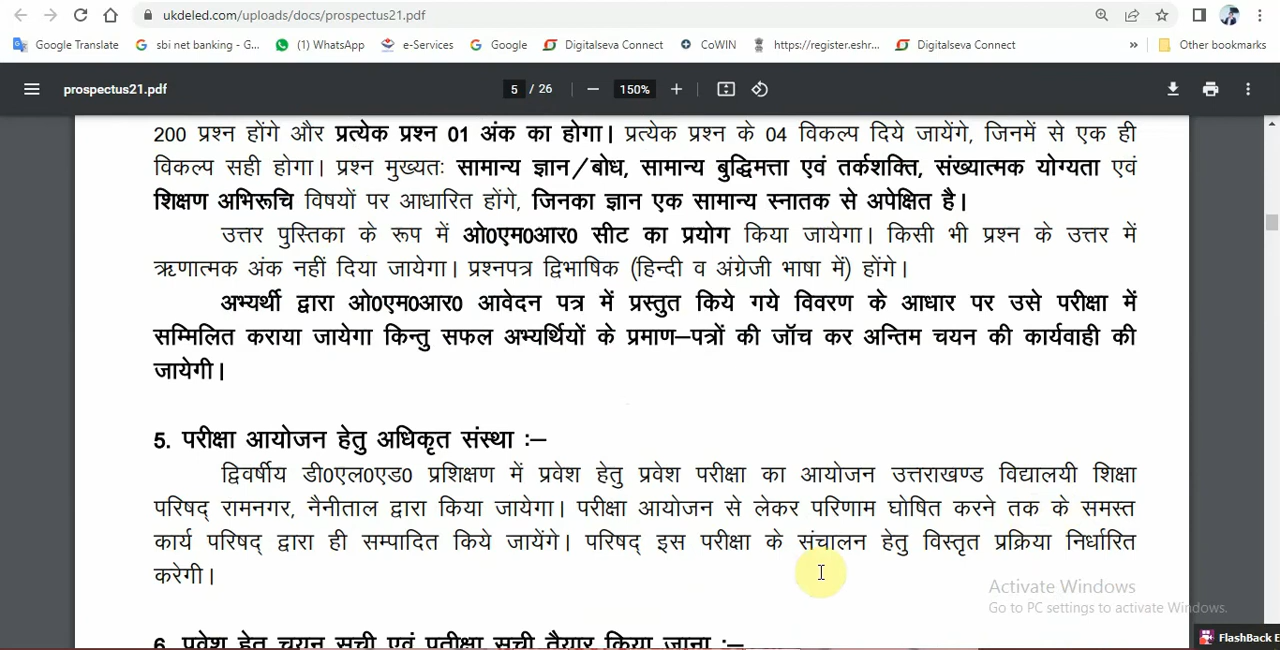 ukdeled.com/uploads/docs/prospectus21.pdf
Google Translate
sbi net banking - G...
(1) WhatsApp
e-Services
Google
Digitalseva Connect
CoWIN
https://register.eshr...
Digitalseva Connect
»
Other bookmarks
prospectus21.pdf
5 / 26
150%
200 प्रश्न होंगे और प्रत्येक प्रश्न 01 अंक का होगा। प्रत्येक प्रश्न के 04 विकल्प दिये जायेंगे, जिनमें से एक ही
विकल्प सही होगा। प्रश्न मुख्यतः सामान्य ज्ञान/बोध, सामान्य बुद्धिमत्ता एवं तर्कशक्ति, संख्यात्मक योग्यता एवं
शिक्षण अभिरूचि विषयों पर आधारित होंगे, जिनका ज्ञान एक सामान्य स्नातक से अपेक्षित है।
उत्तर पुस्तिका के रूप में ओ0एम0आर0 सीट का प्रयोग किया जायेगा। किसी भी प्रश्न के उत्तर में
ऋणात्मक अंक नहीं दिया जायेगा। प्रश्नपत्र द्विभाषिक (हिन्दी व अंग्रेजी भाषा में) होंगे।
अभ्यर्थी द्वारा ओ0एम0आर0 आवेदन पत्र में प्रस्तुत किये गये विवरण के आधार पर उसे परीक्षा में
सम्मिलित कराया जायेगा किन्तु सफल अभ्यर्थियों के प्रमाण–पत्रों की जॉच कर अन्तिम चयन की कार्यवाही की
जायेगी।
5. परीक्षा आयोजन हेतु अधिकृत संस्था :–
द्विवर्षीय डी0एल0एड0 प्रशिक्षण में प्रवेश हेतु प्रवेश परीक्षा का आयोजन उत्तराखण्ड विद्यालयी शिक्षा
परिषद् रामनगर, नैनीताल द्वारा किया जायेगा। परीक्षा आयोजन से लेकर परिणाम घोषित करने तक के समस्त
कार्य परिषद् द्वारा ही सम्पादित किये जायेंगे। परिषद् इस परीक्षा के संचालन हेतु विस्तृत प्रक्रिया निर्धारित
करेगी।
Activate Windows
Go to PC settings to activate Windows.
6. प्रवेश हेतु चयन सूची एवं प्रतीक्षा सूची तैयार किया जाना :–
FlashBack E